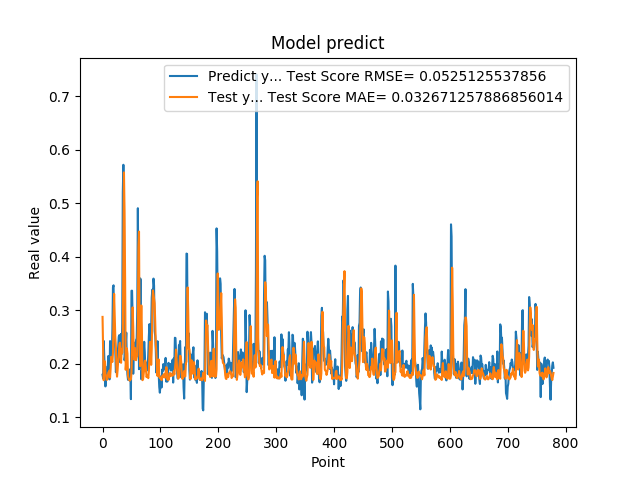 Model predict
Predict y... Test Score RMSE= 0.0525125537856
Test y... Test Score MAE= 0.032671257886856014
0.7
0.6
0.5
0.4
0.3
0.2
0.1
Real value
0 100 200 300 400 500 600 700 800
Point